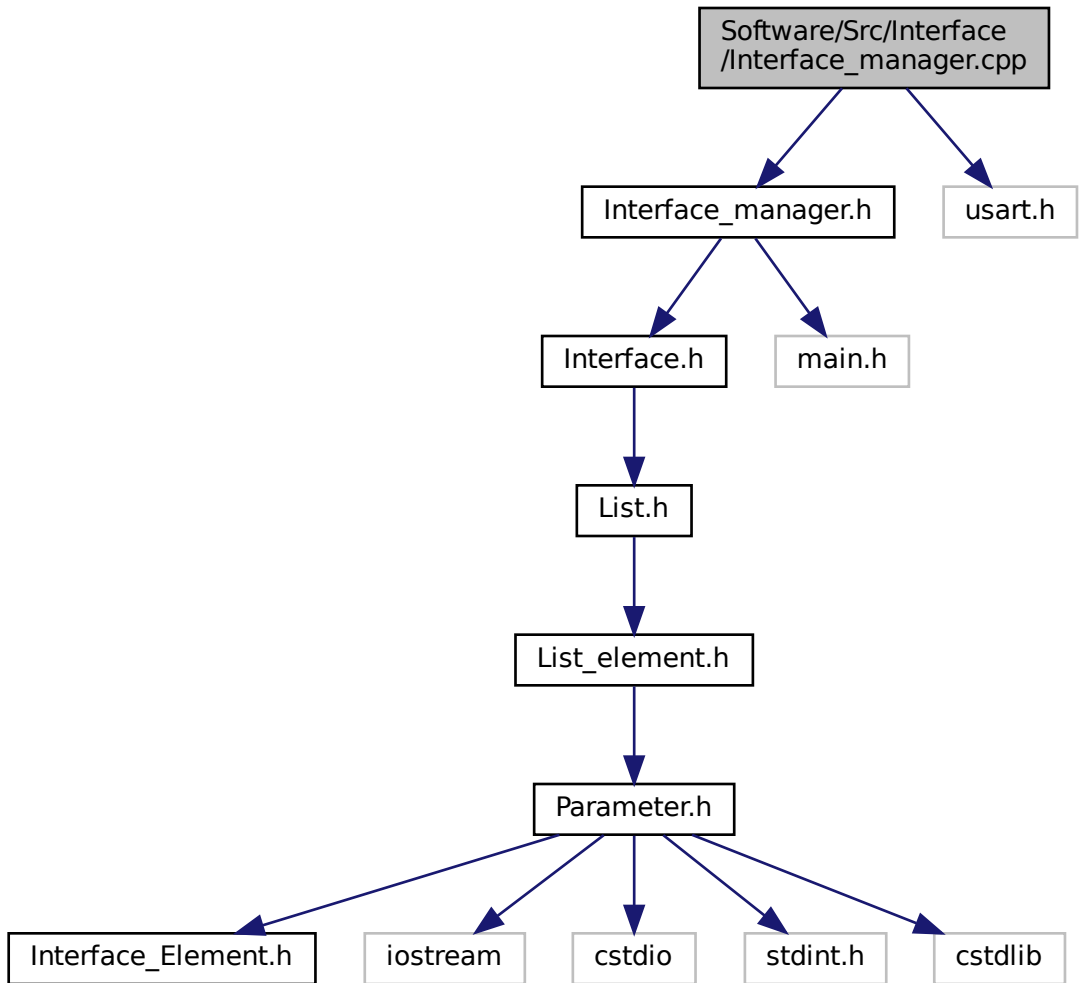 Software/Src/Interface
/Interface_manager.cpp
Interface_manager.h
usart.h
Interface.h
main.h
List.h
List_element.h
Parameter.h
Interface_Element.h
iostream
cstdio
stdint.h
cstdlib